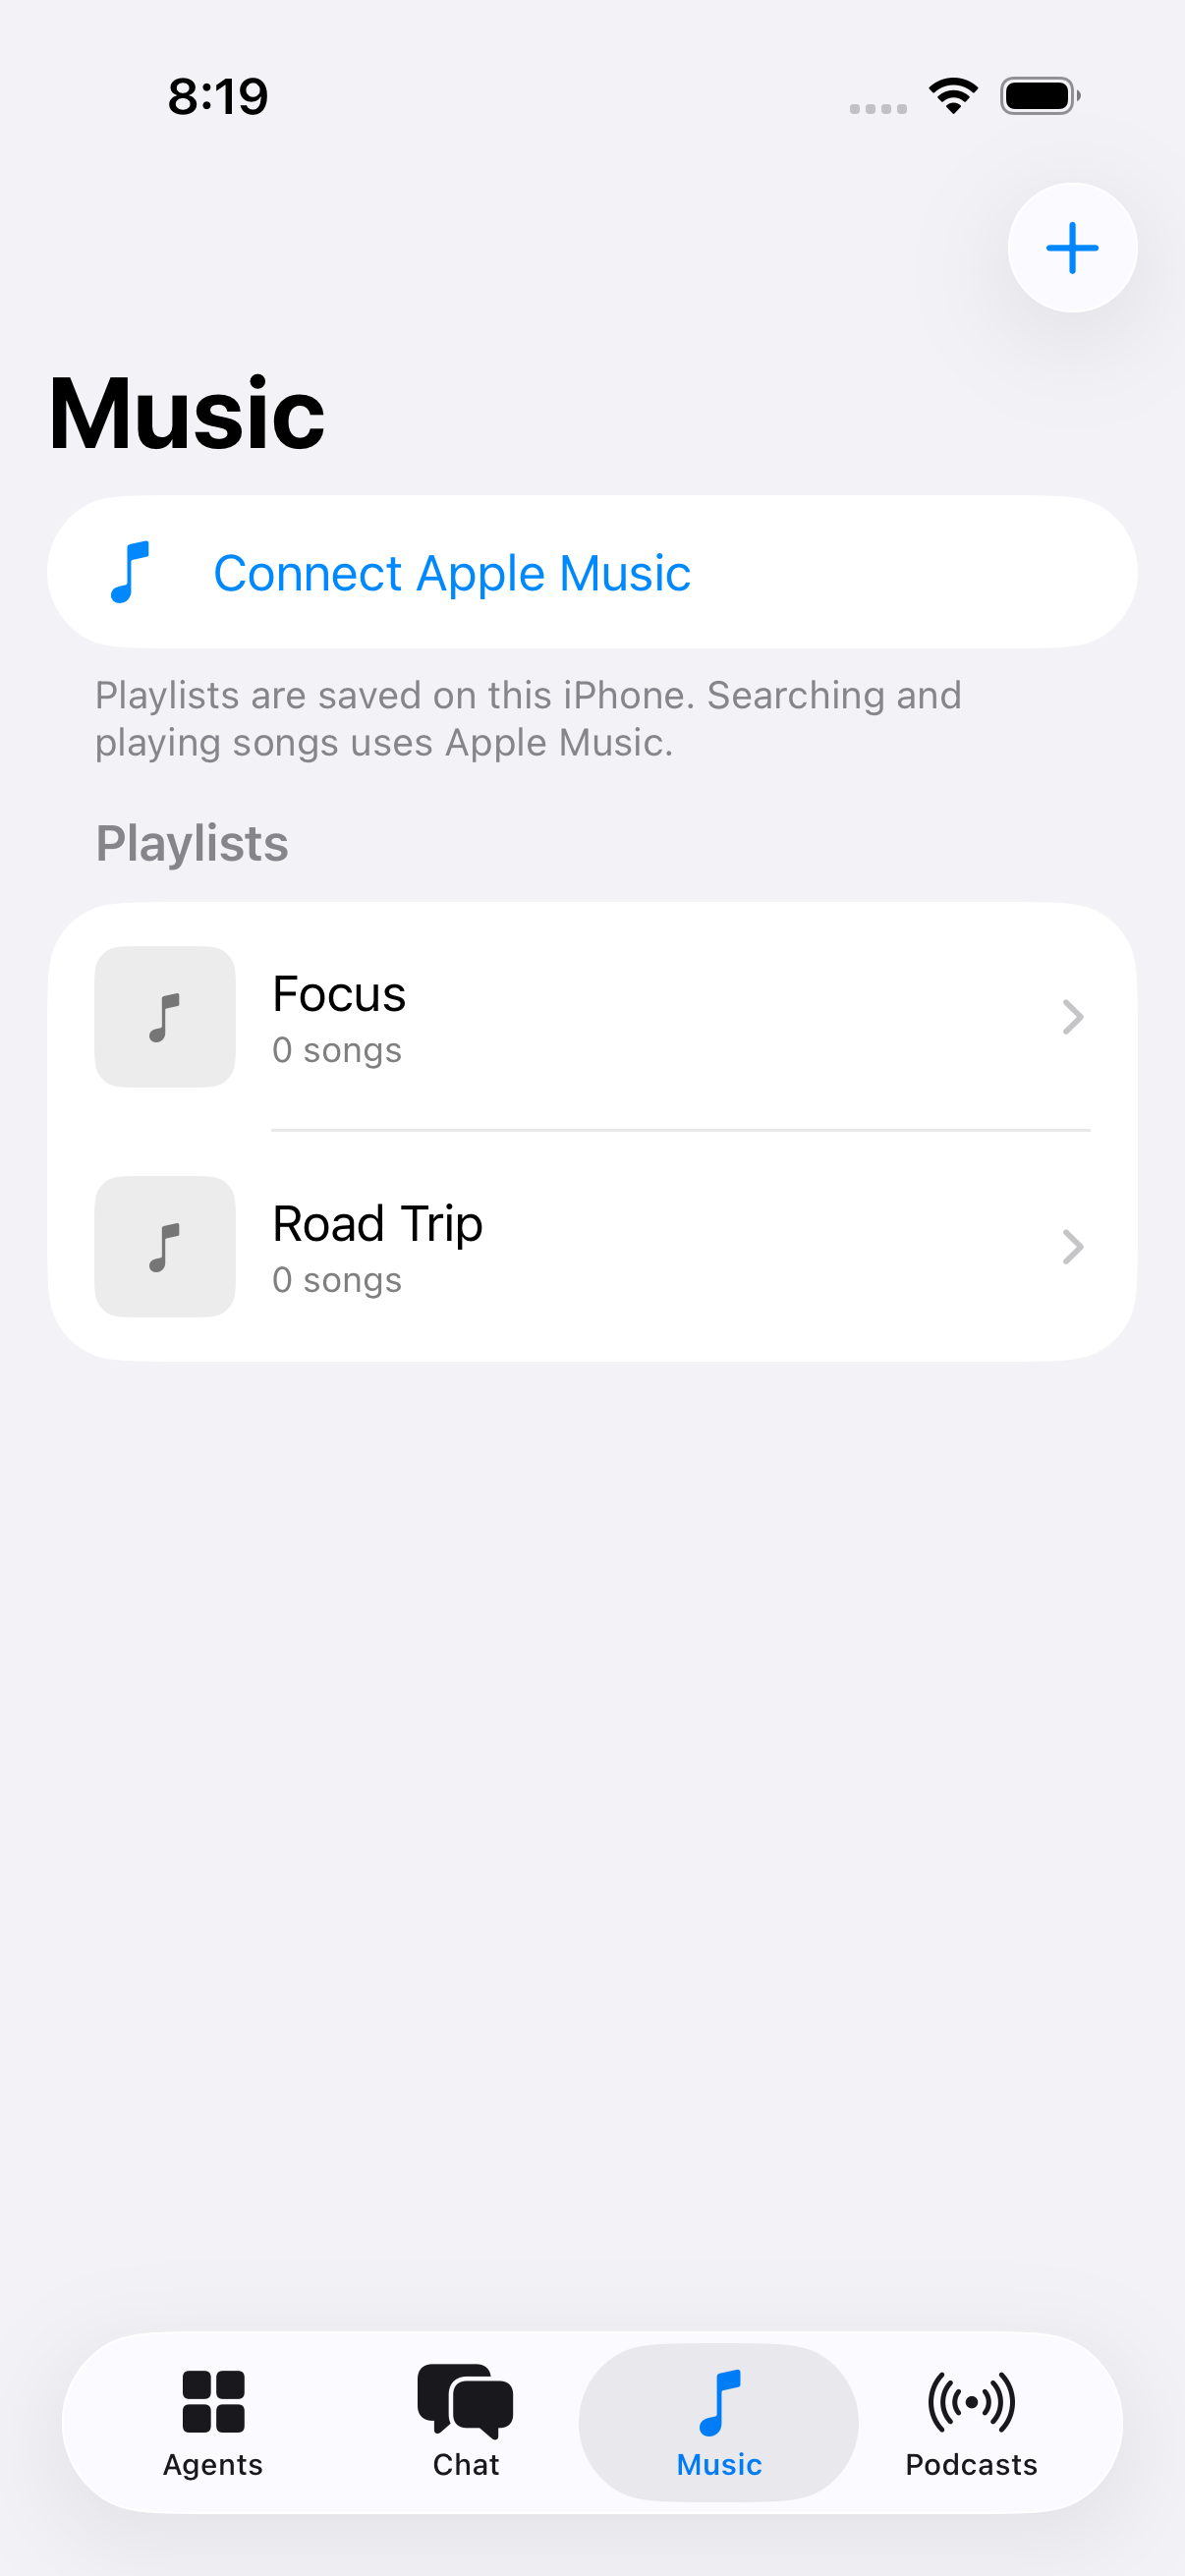 8:19
Music
Connect Apple Music
Playlists are saved on this iPhone. Searching and
playing songs uses Apple Music.
Playlists
Focus
0 songs
Road Trip
0 songs
Agents
Chat
Music
Podcasts